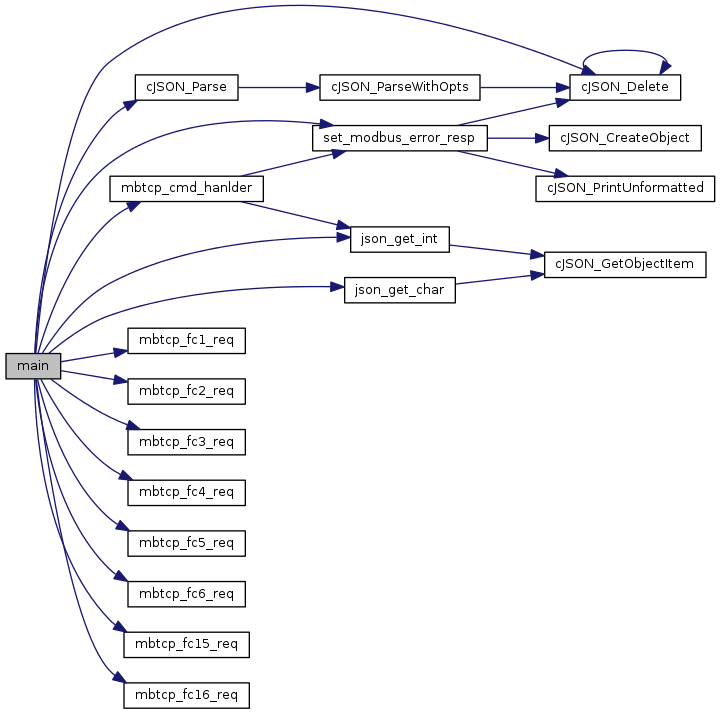 cJSON_Parse
cJSON_ParseWithOpts
cJSON_Delete
set_modbus_error_resp
cJSON_CreateObject
mbtcp_cmd_hanlder
cJSON_PrintUnformatted
json_get_int
cJSON_GetObjectItem
json_get_char
mbtcp_fc1_req
main
mbtcp_fc2_req
mbtcp_fc3_req
mbtcp_fc4_req
mbtcp_fc5_req
mbtcp_fc6_req
mbtcp_fc15_req
mbtcp_fc16_req